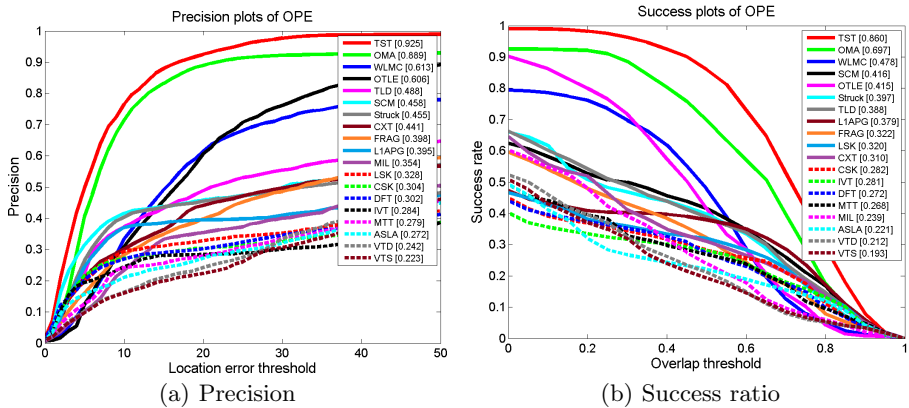 Precision plots of OPE
Precision
1
0.9
0.8
0.7
0.6
0.5
0.4
0.3
0.2
0.1
0
0 10 20 30 40 50
Location error threshold
TST [0.925]
OMA [0.889]
WLMC [0.613]
OTLE [0.606]
TLD [0.488]
SCM [0.458]
Struck [0.455]
CXT [0.441]
FRAG [0.398]
L1APG [0.395]
MIL [0.354]
LSK [0.328]
CSK [0.304]
DFT [0.302]
IVT [0.284]
MTT [0.279]
ASLA [0.272]
VTD [0.242]
VTS [0.223]
(a) Precision
Success plots of OPE
Success rate
1
0.9
0.8
0.7
0.6
0.5
0.4
0.3
0.2
0.1
0
0 0.2 0.4 0.6 0.8 1
Overlap threshold
TST [0.860]
OMA [0.697]
WLMC [0.478]
SCM [0.416]
OTLE [0.415]
Struck [0.397]
TLD [0.388]
L1APG [0.379]
FRAG [0.322]
LSK [0.320]
CXT [0.310]
CSK [0.282]
IVT [0.281]
DFT [0.272]
MTT [0.268]
MIL [0.239]
ASLA [0.221]
VTD [0.212]
VTS [0.193]
(b) Success ratio